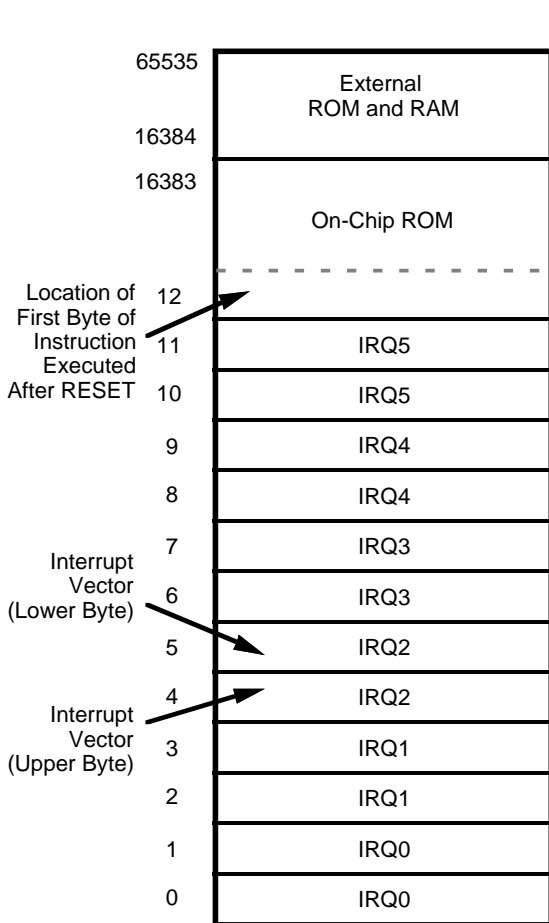 65535
External
ROM and RAM
16384
16383
On-Chip ROM
Location of
First Byte of
Instruction
Executed
After RESET
12
11 IRQ5
10 IRQ5
9 IRQ4
8 IRQ4
7 IRQ3
Interrupt
Vector
(Lower Byte)
6 IRQ3
5 IRQ2
4 IRQ2
Interrupt
Vector
(Upper Byte)
3 IRQ1
2 IRQ1
1 IRQ0
0 IRQ0